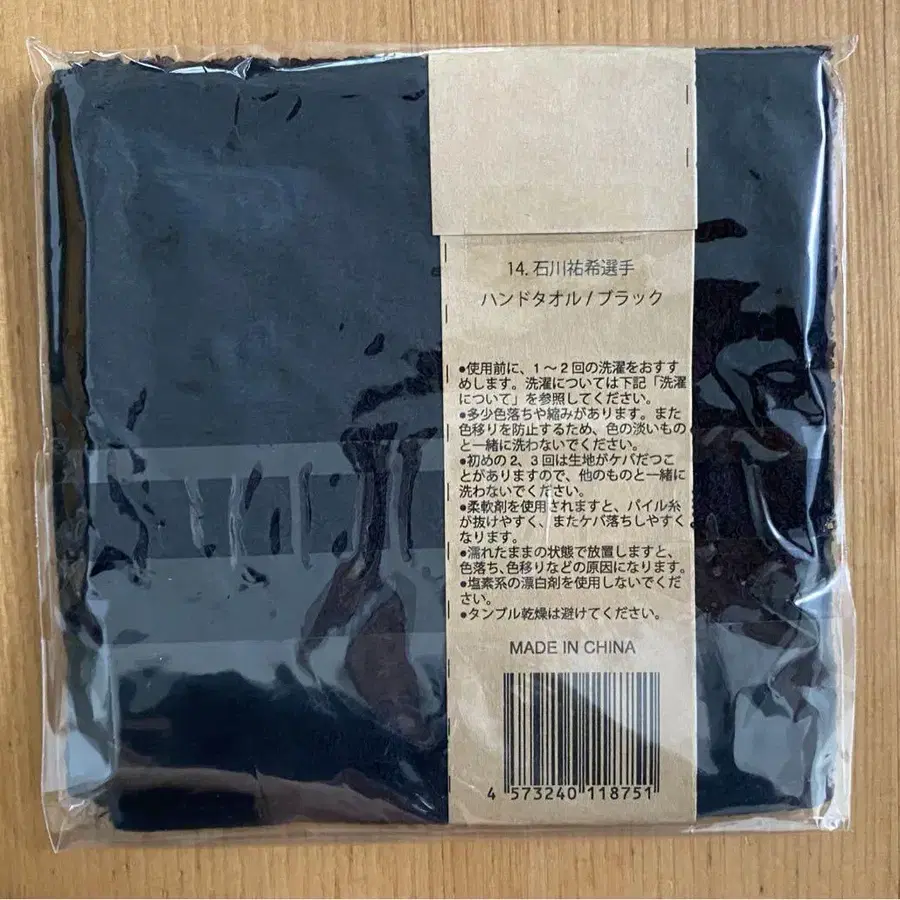 14. 石川祐希選手
ハンドタオル / ブラック
●使用前に、1〜2回の洗濯をおすす
めします。洗濯については下記「洗濯
について」を参照してください。
●多少色落ちや縮みがあります。また
色移りを防止するため、色の淡いもの
と一緒に洗わないでください。
●初めの2、3回は生地がケバだつこ
とがありますので、他のものと一緒に
洗わないでください。
●柔軟剤を使用されますと、パイル糸
が抜けやすく、またケバ落ちしやすく
なります。
●濡れたままの状態で放置しますと、
色落ち、色移りなどの原因になります。
●塩素系の漂白剤を使用しないでくだ
さい。
●タンブル乾燥は避けてください。
MADE IN CHINA
4 573240 118751